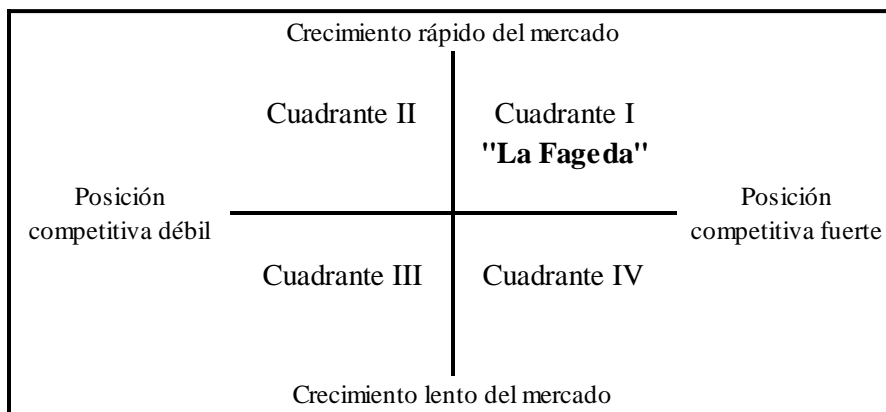 Crecimiento rápido del mercado
Cuadrante II
Cuadrante I
"La Fageda"
Posición
competitiva débil
Posición
competitiva fuerte
Cuadrante III
Cuadrante IV
Crecimiento lento del mercado